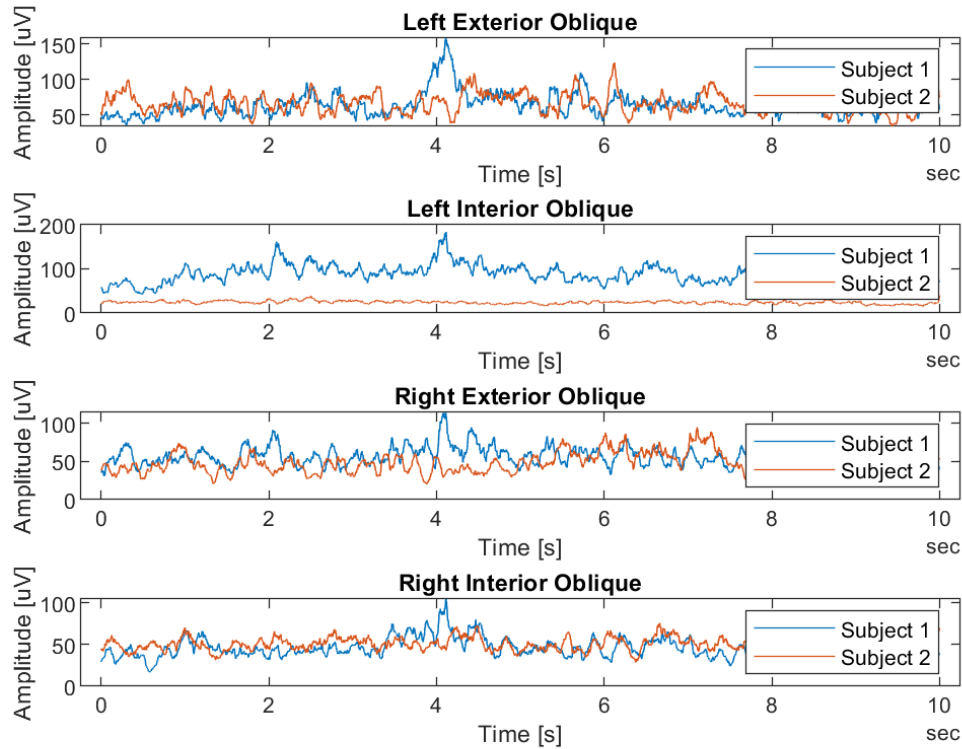 Left Exterior Oblique
Amplitude [uV]
150
100
50
Subject 1
Subject 2
0 2 4 6 8 10
Time [s]
sec
Left Interior Oblique
Amplitude [uV]
200
100
0
Subject 1
Subject 2
0 2 4 6 8 10
Time [s]
sec
Right Exterior Oblique
Amplitude [uV]
100
50
0
Subject 1
Subject 2
0 2 4 6 8 10
Time [s]
sec
Right Interior Oblique
Amplitude [uV]
100
50
0
Subject 1
Subject 2
0 2 4 6 8 10
Time [s]
sec